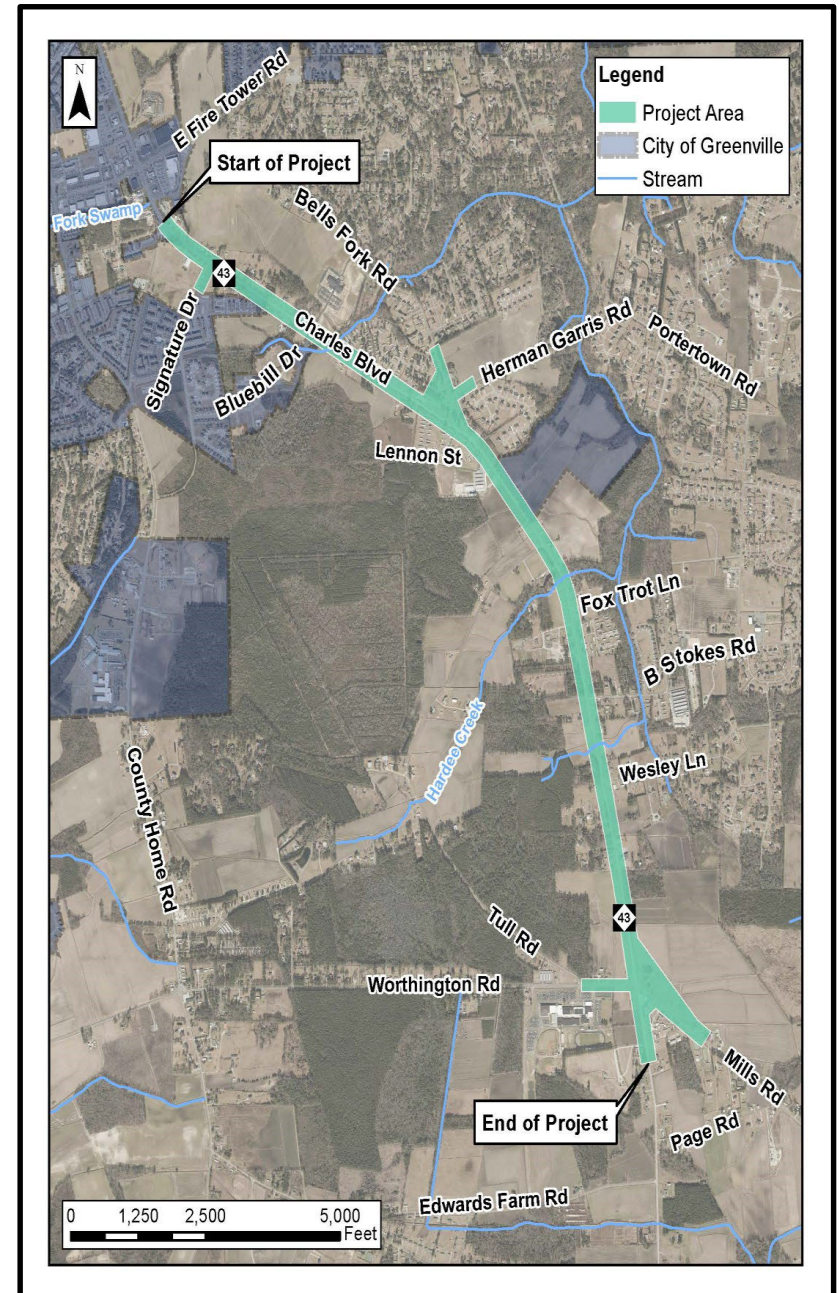 N
E Fire Tower Rd
Legend
Project Area
City of Greenville
Stream
Start of Project
Fork Swamp
Bells Fork Rd
43
Signature Dr
Charles Blvd
Bluebill Dr
Herman Garris Rd
Portertown Rd
Lennon St
Fox Trot Ln
B Stokes Rd
Hardee Creek
Wesley Ln
County Home Rd
43
Tull Rd
Worthington Rd
Mills Rd
End of Project
Page Rd
Edwards Farm Rd
0 1,250 2,500 5,000
Feet